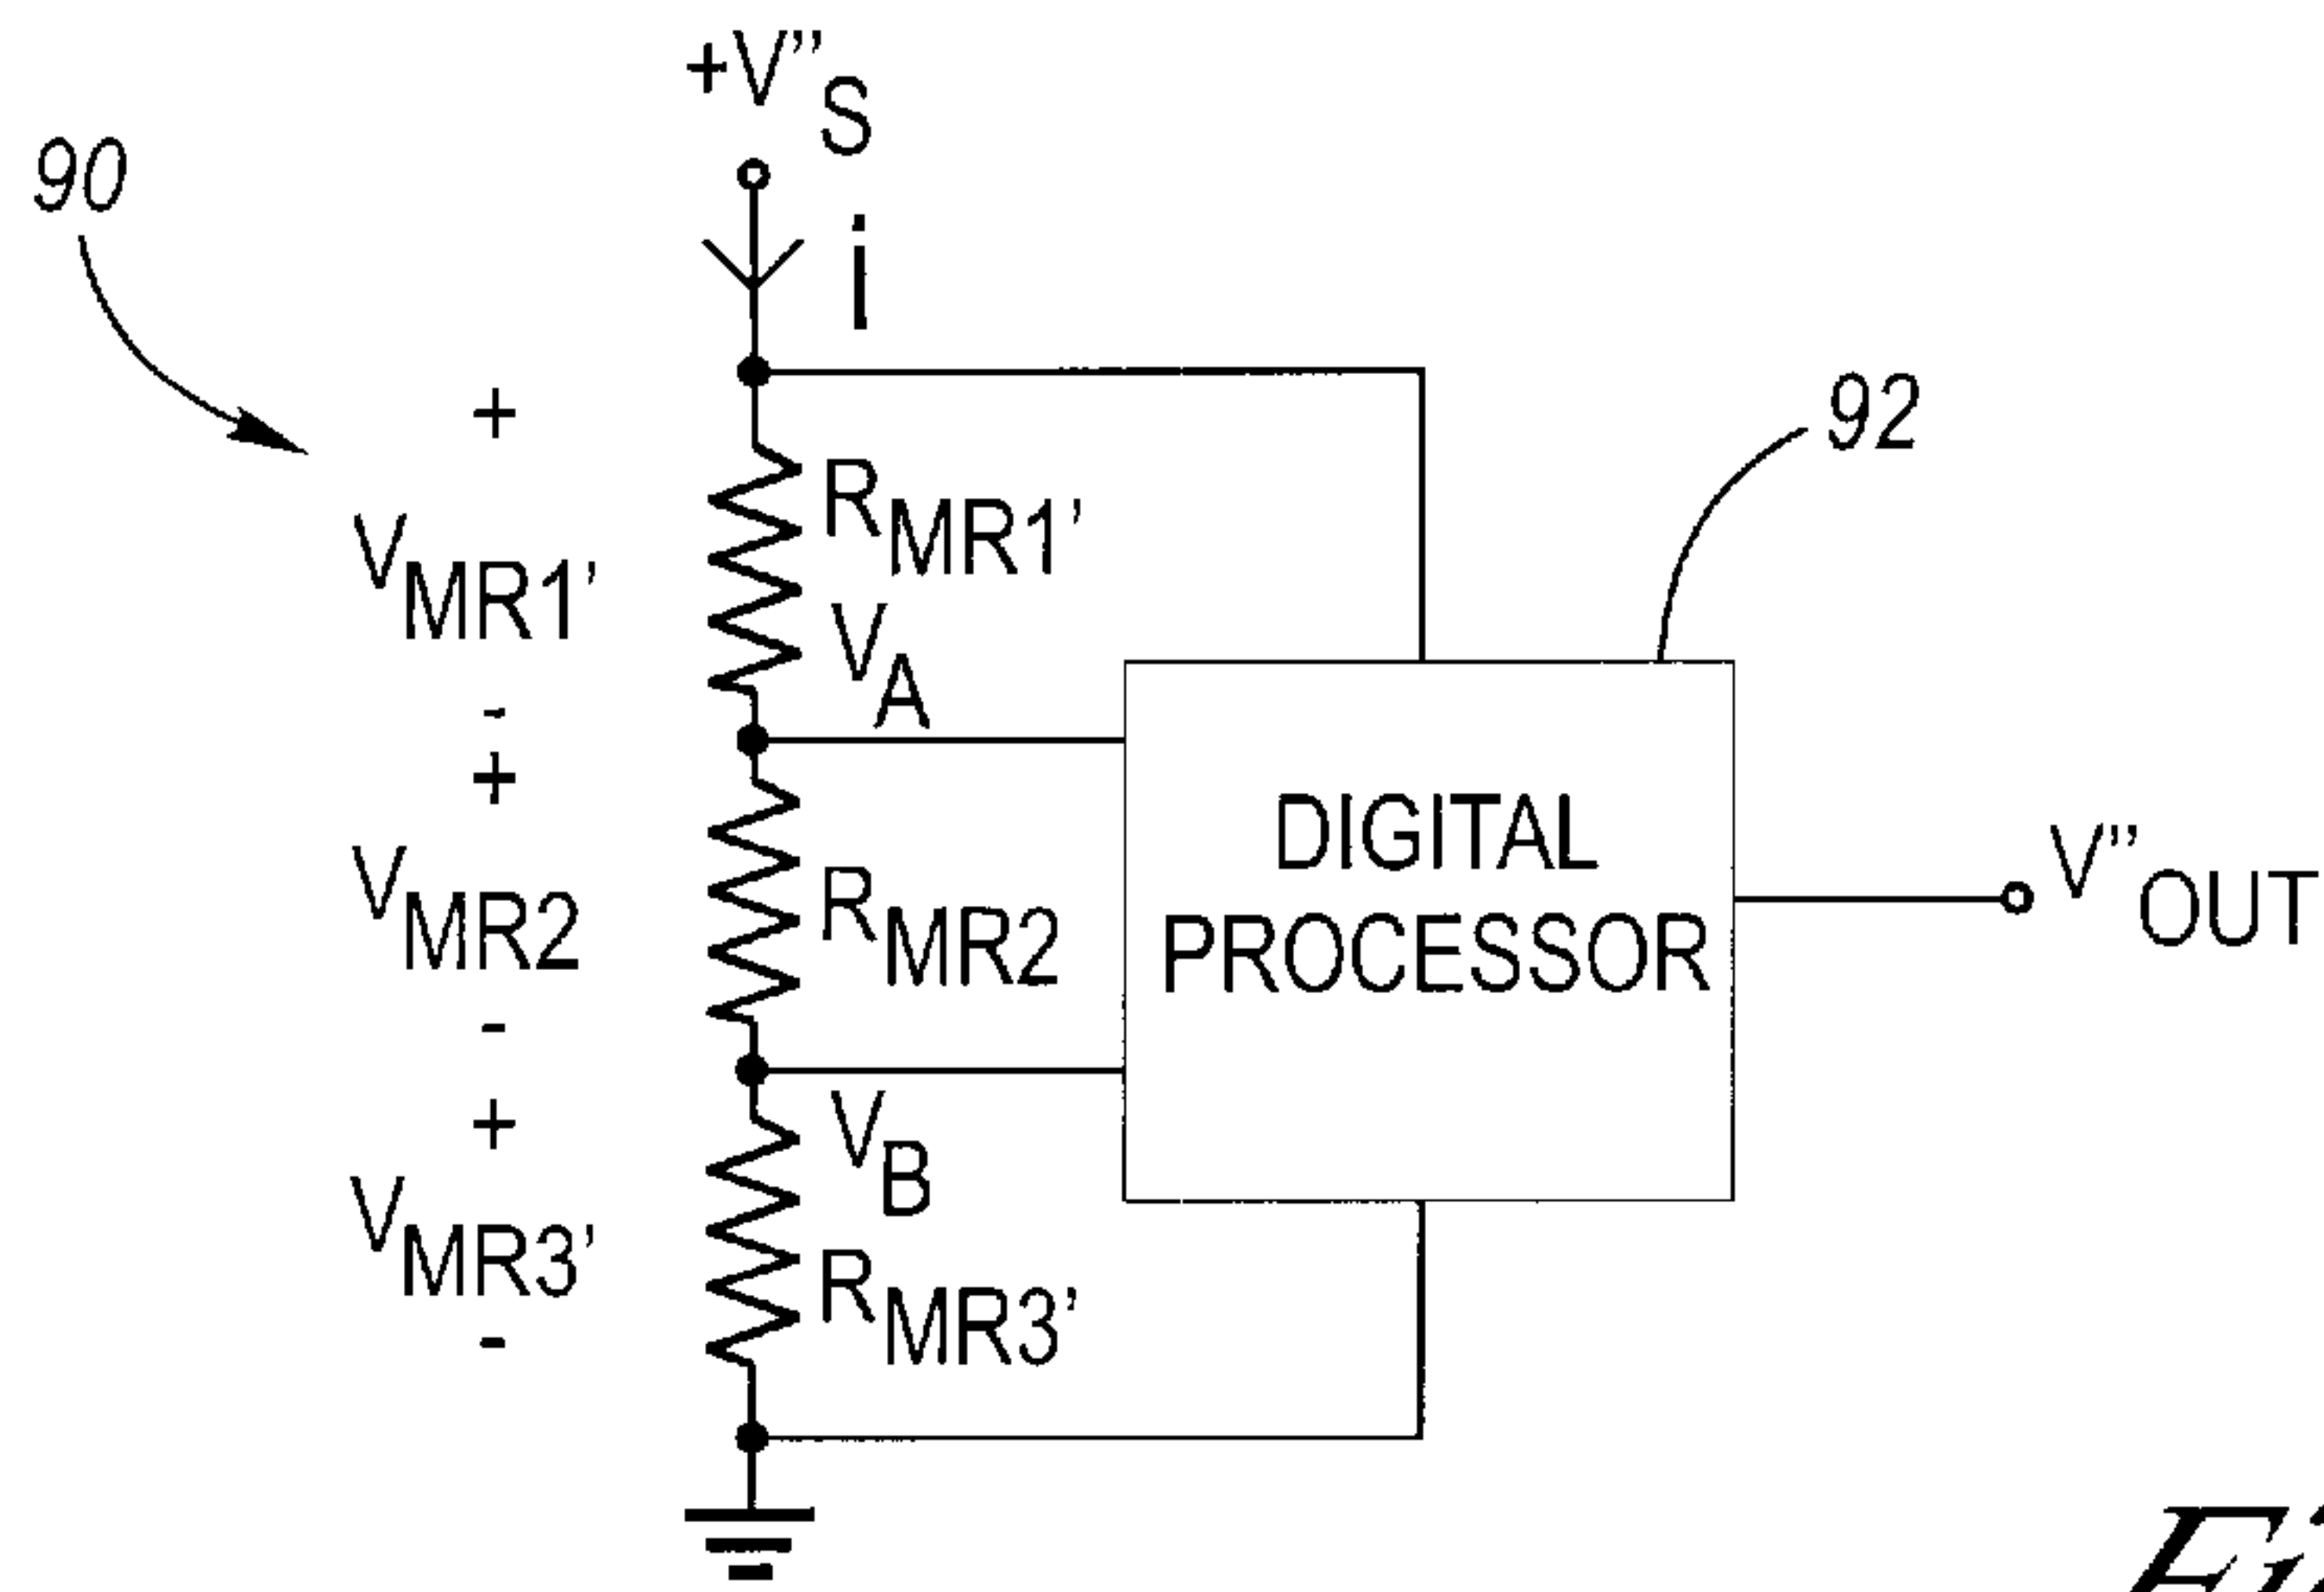 +V”S
90
i
+
RMR1’
92
VMR1’
VA
-
+
DIGITAL
VMR2
RMR2
V”OUT
PROCESSOR
-
+
VB
VMR3’
RMR3’
-